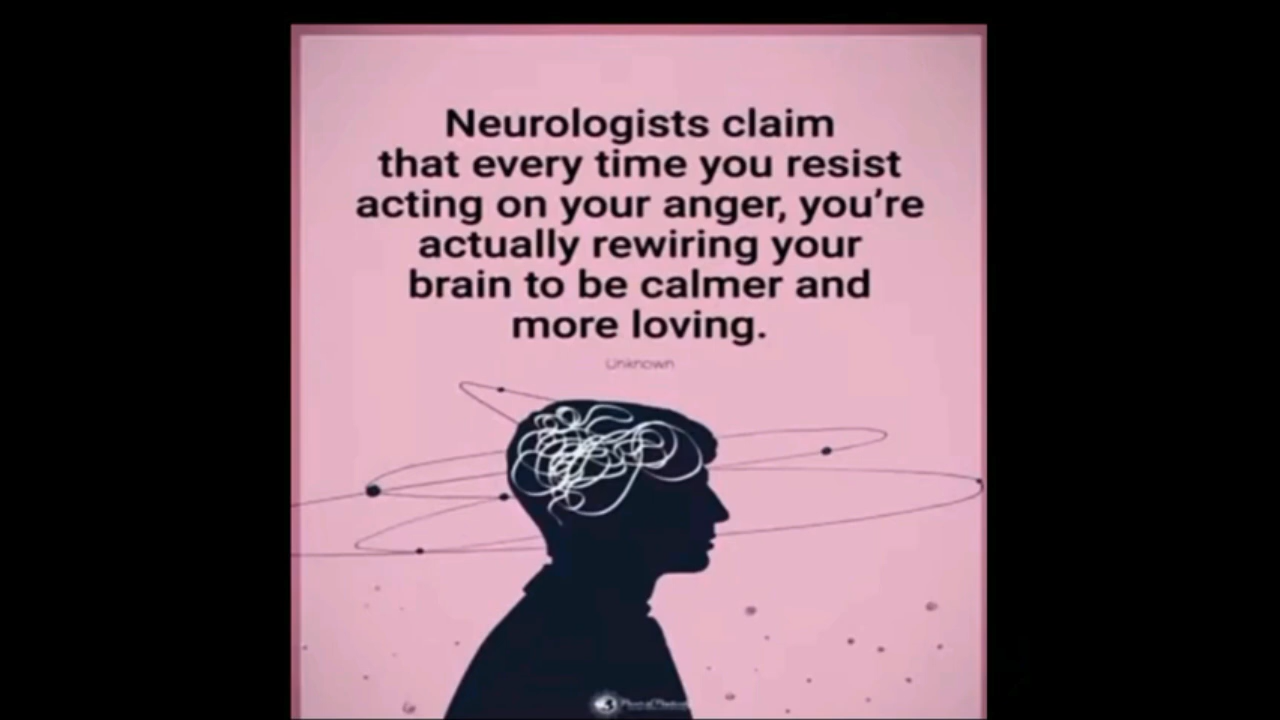 Neurologists claim
that every time you resist
acting on your anger, you're
actually rewiring your
brain to be calmer and
more loving.
Unknown